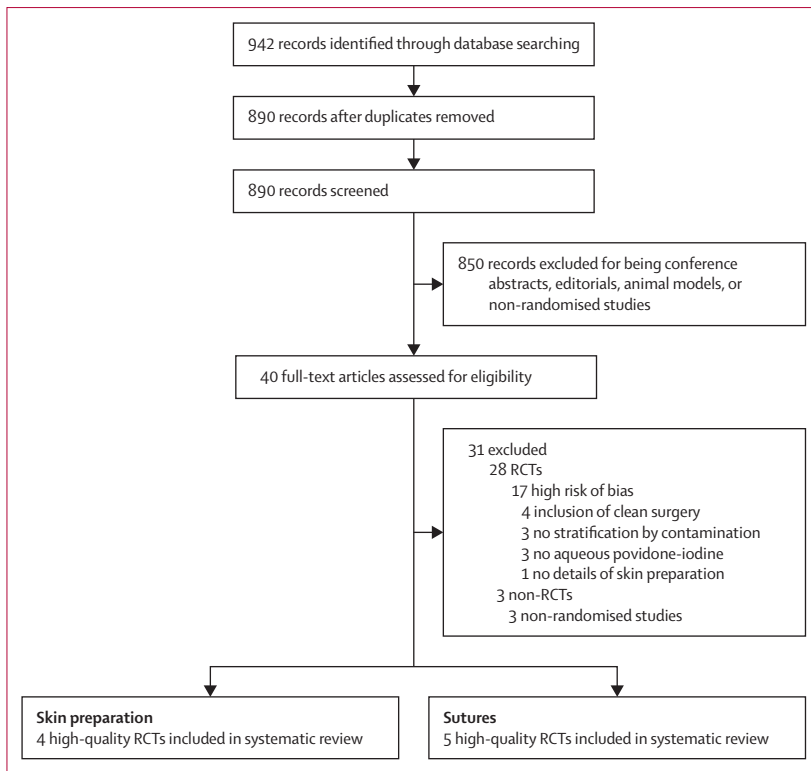 942 records identified through database searching
890 records after duplicates removed
890 records screened
850 records excluded for being conference
abstracts, editorials, animal models, or
non-randomised studies
40 full-text articles assessed for eligibility
31 excluded
28 RCTs
17 high risk of bias
4 inclusion of clean surgery
3 no stratification by contamination
3 no aqueous povidone-iodine
1 no details of skin preparation
3 non-RCTs
3 non-randomised studies
Skin preparation
4 high-quality RCTs included in systematic review
Sutures
5 high-quality RCTs included in systematic review